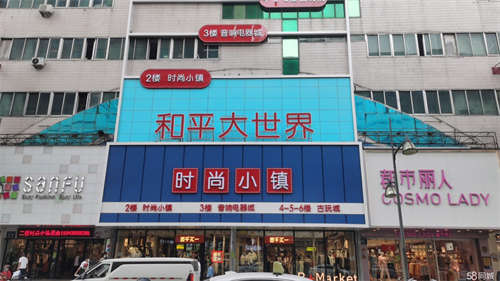 3楼 音响电器城
2楼 时尚小镇
和平大世界
时尚小镇
2楼 时尚小镇 3楼 音响电器城 4-5-6楼 古玩城
sanfu
都市丽人
COSMO LADY
Market
58同城